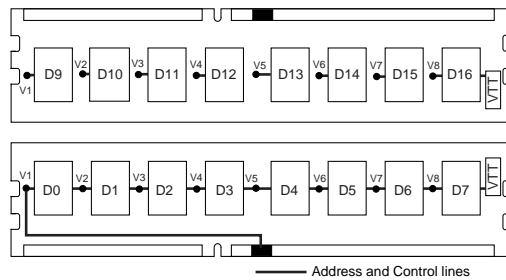 V1 D9 V2 D10 V3 D11 V4 D12 V5 D13 V6 D14 V7 D15 V8 D16 VTT
V1 D0 V2 D1 V3 D2 V4 D3 V5 D4 V6 D5 V7 D6 V8 D7 VTT
Address and Control lines